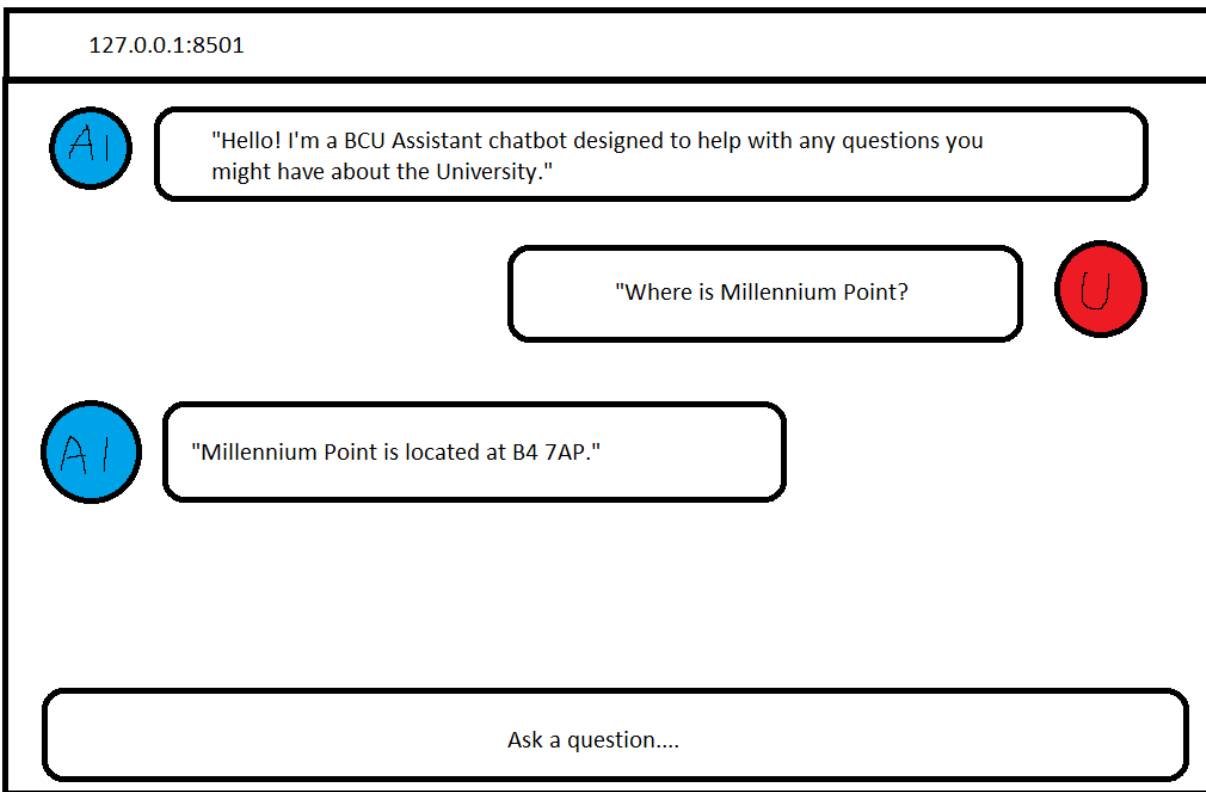 127.0.0.1:8501
AI
"Hello! I'm a BCU Assistant chatbot designed to help with any questions you
might have about the University."
"Where is Millennium Point?
U
AI
"Millennium Point is located at B4 7AP."
Ask a question....